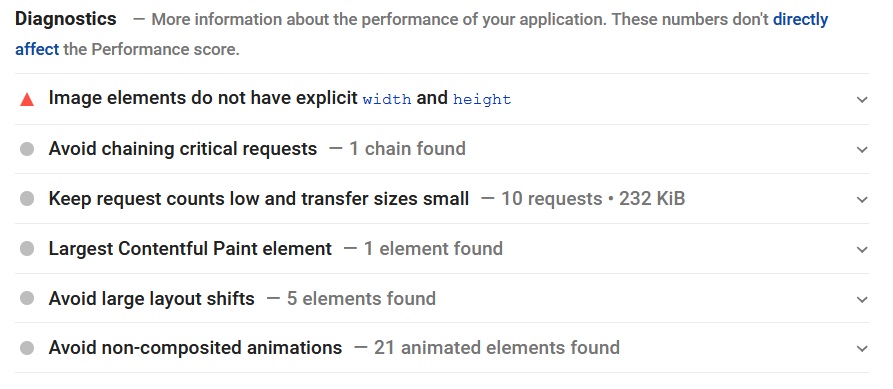 Diagnostics — More information about the performance of your application. These numbers don't directly
affect the Performance score.
Image elements do not have explicit width and height
Avoid chaining critical requests — 1 chain found
Keep request counts low and transfer sizes small — 10 requests • 232 KiB
Largest Contentful Paint element — 1 element found
Avoid large layout shifts — 5 elements found
Avoid non-composited animations — 21 animated elements found